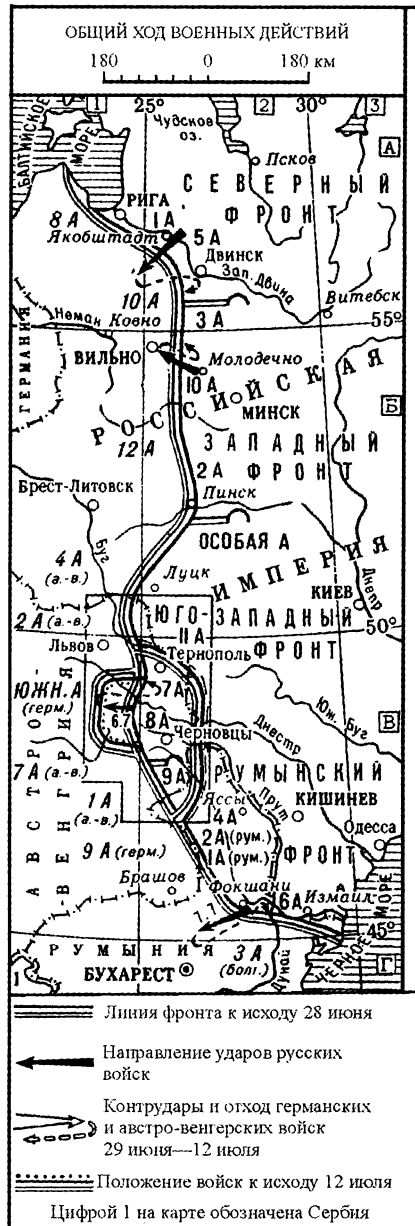 ОБЩИЙ ХОД ВОЕННЫХ ДЕЙСТВИЙ
180 0 180 км
1 25° 2 30° 3
БАЛТИЙСКОЕ МОРЕ
Чудское оз.
А
Псков
СЕВЕРНЫЙ ФРОНТ
РИГА
8 А
1А
Якобштадт
5 А
Двинск
Зап. Двина
10 А
3 А
Витебск
Неман
Ковно
55°
ГЕРМАНИЯ
ВИЛЬНО
Молодечно
10 А
РОССИЙСКАЯ
МИНСК
Б
12 А
ЗАПАДНЫЙ
2 А ФРОНТ
Брест-Литовск
Пинск
ОСОБАЯ А
Буг
4 А
(а.-в.)
Луцк
ИМПЕРИЯ
КИЕВ
Днепр
2 А
(а.-в.)
ЮГО-ЗАПАДНЫЙ
50°
11А
ФРОНТ
Львов
Тернополь
ЮЖН. А
(герм.)
7А
6.7
8А
Юж. Буг
В
Черновцы
Днестр
7 А (а.-в.)
9А
РУМЫНСКИЙ
Прут
1 А
(а.-в.)
Яссы
КИШИНЕВ
4А
Одесса
АВСТРО-ВЕНГРИЯ
9 А (герм.)
2А (рум.)
1А (рум.)
ФРОНТ
Брашов
Фокшани
6А
Измаил
45°
РУМЫНИЯ
3 А
(болг.)
Дунай
ЧЕРНОЕ МОРЕ
Г
1
БУХАРЕСТ
Линия фронта к исходу 28 июня
Направление ударов русских
войск
Контрудары и отход германских
и австро-венгерских войск
29 июня—12 июля
Положение войск к исходу 12 июля
Цифрой 1 на карте обозначена Сербия